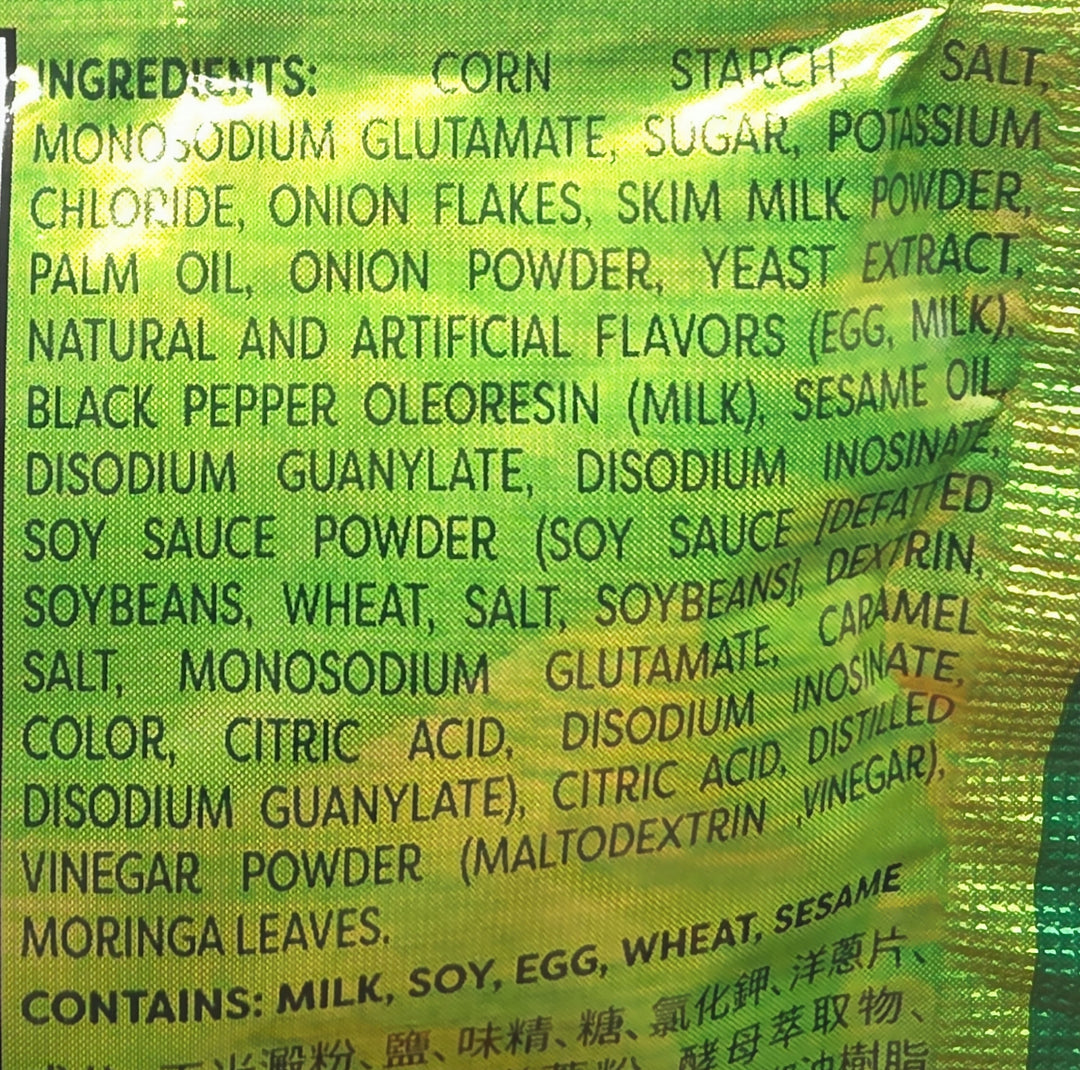 INGREDIENTS: CORN STARCH, SALT,
MONOSODIUM GLUTAMATE, SUGAR, POTASSIUM
CHLORIDE, ONION FLAKES, SKIM MILK POWDER,
PALM OIL, ONION POWDER, YEAST EXTRACT,
NATURAL AND ARTIFICIAL FLAVORS (EGG, MILK),
BLACK PEPPER OLEORESIN (MILK), SESAME OIL,
DISODIUM GUANYLATE, DISODIUM INOSINATE,
SOY SAUCE POWDER (SOY SAUCE [DEFATTED
SOYBEANS, WHEAT, SALT, SOYBEANS], DEXTRIN,
SALT, MONOSODIUM GLUTAMATE, CARAMEL
COLOR, CITRIC ACID, DISODIUM INOSINATE,
DISODIUM GUANYLATE), CITRIC ACID, DISTILLED
VINEGAR POWDER (MALTODEXTRIN ,VINEGAR),
MORINGA LEAVES.
CONTAINS: MILK, SOY, EGG, WHEAT, SESAME
澱粉、鹽、味精、糖、氯化鉀、洋蔥片、
酵母萃取物、
樹脂